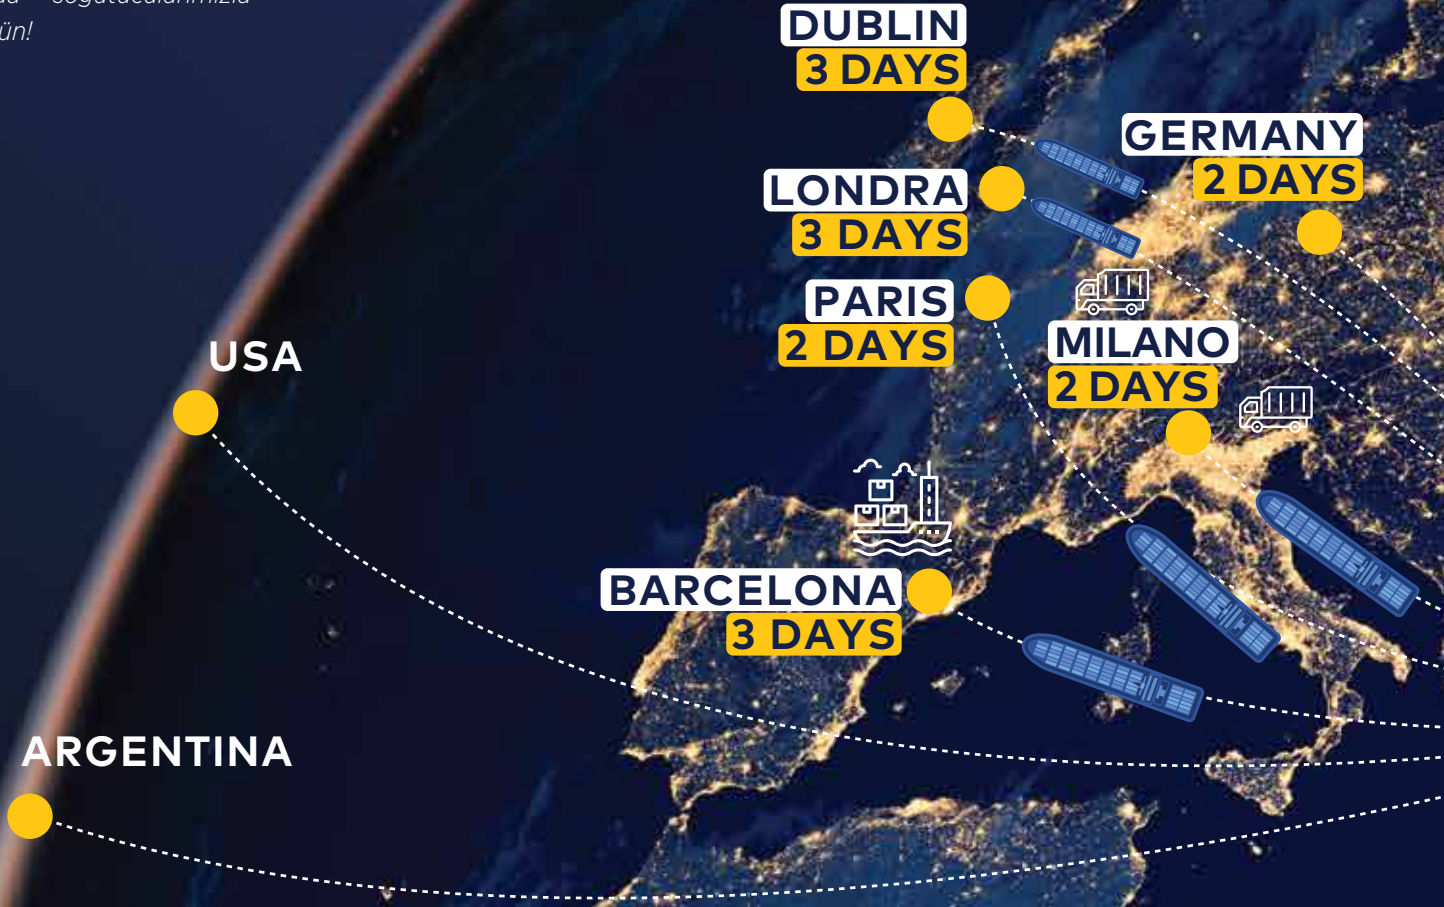 soğutucularımızla
ün!
DUBLIN
3 DAYS
GERMANY
2 DAYS
LONDRA
3 DAYS
PARIS
2 DAYS
MILANO
2 DAYS
USA
BARCELONA
3 DAYS
ARGENTINA